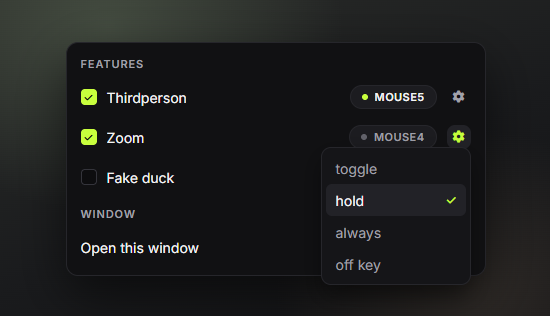 FEATURES
Thirdperson MOUSE5
Zoom MOUSE4
Fake duck
toggle
hold
WINDOW
always
Open this window
off key